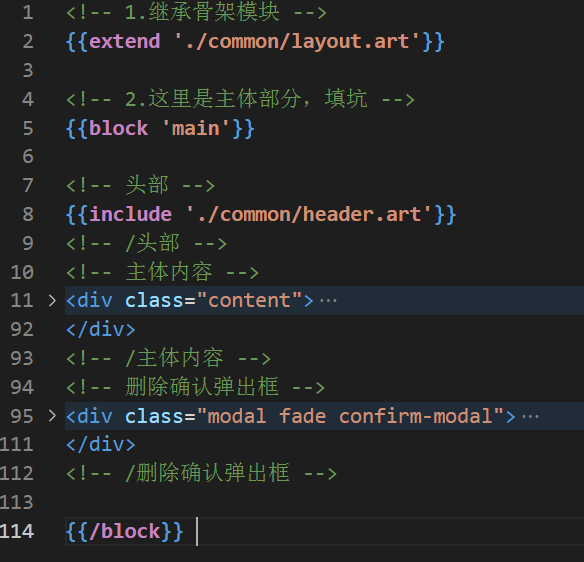 1 <!-- 1.继承骨架模块 -->
2 {{extend './common/layout.art'}}
3
4 <!-- 2.这里是主体部分，填坑 -->
5 {{block 'main'}}
6
7 <!-- 头部 -->
8 {{include './common/header.art'}}
9 <!-- /头部 -->
10 <!-- 主体内容 -->
11 <div class="content">…
92 </div>
93 <!-- /主体内容 -->
94 <!-- 删除确认弹出框 -->
95 <div class="modal fade confirm-modal">…
111 </div>
112 <!-- /删除确认弹出框 -->
113
114 {{/block}}